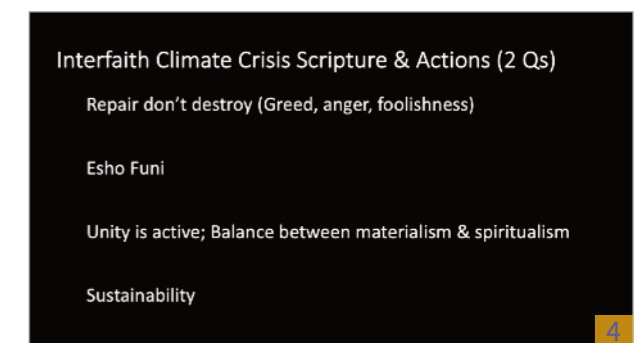 Interfaith Climate Crisis Scripture & Actions (2 Qs)
Repair don't destroy (Greed, anger, foolishness)
Esho Funi
Unity is active; Balance between materialism & spiritualism
Sustainability
4